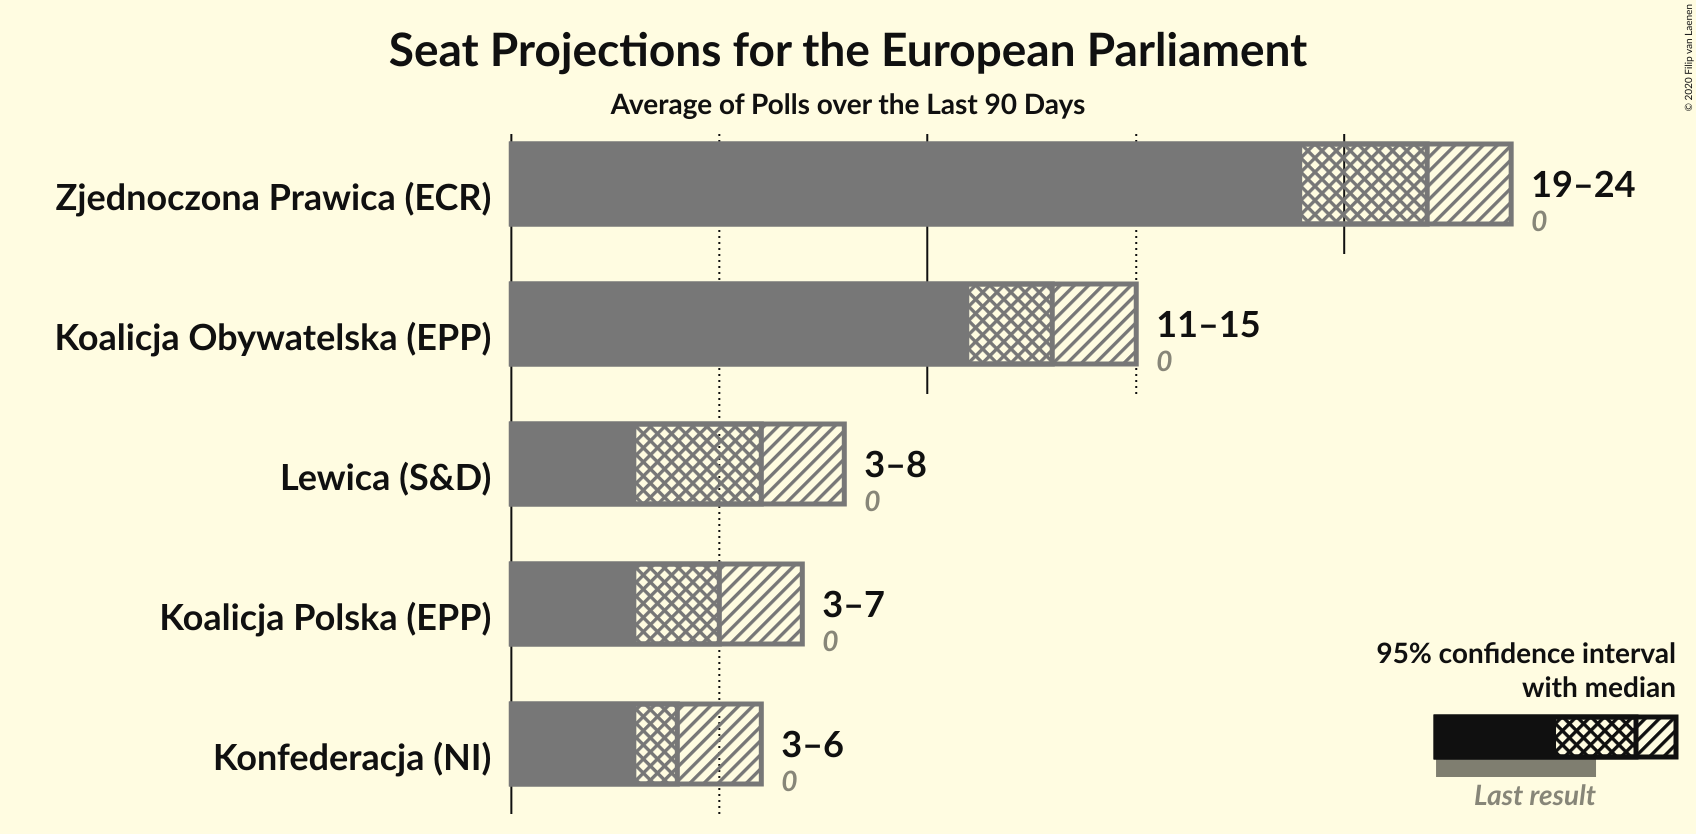 Seat Projections for the European Parliament
Average of Polls over the Last 90 Days
© 2020 Filip van Laenen
Zjednoczona Prawica (ECR)
19–24
0
Koalicja Obywatelska (EPP)
11–15
0
Lewica (S&D)
3–8
0
Koalicja Polska (EPP)
3–7
0
Konfederacja (NI)
3–6
0
95% confidence interval
with median
Last result